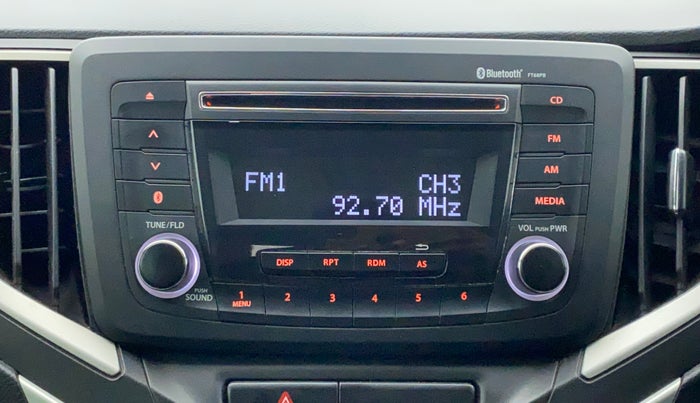 Bluetooth® FT68PB
CD
FM
AM
MEDIA
FM1 CH3
92.70 MHz
TUNE/FLD
VOL PUSH PWR
PUSH
SOUND
DISP RPT RDM AS
1 2 3 4 5 6
MENU